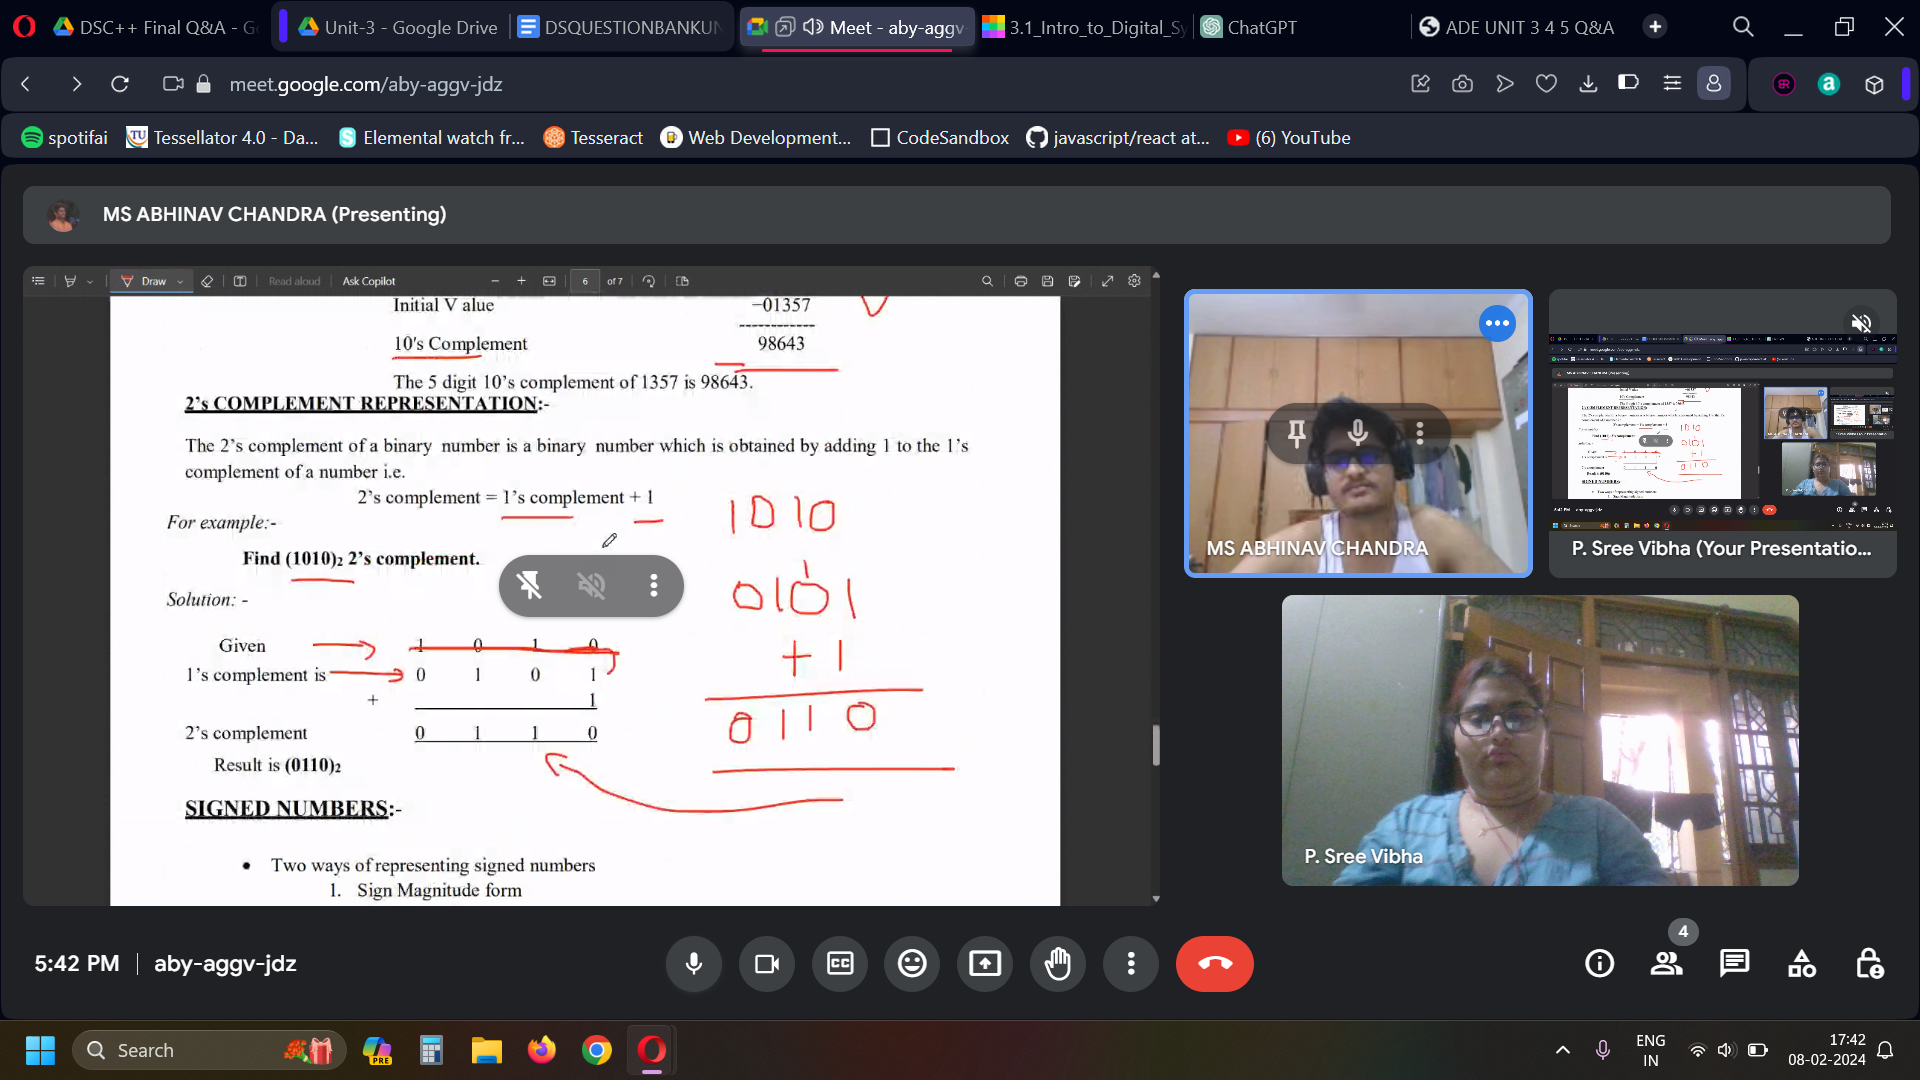 DSC++ Final Q&A - G
Unit-3 - Google Drive
DSQUESTIONBANKUN
Meet - aby-aggv-
3.1_Intro_to_Digital_Sy
ChatGPT
ADE UNIT 3 4 5 Q&A
meet.google.com/aby-aggv-jdz
spotifai
Tessellator 4.0 - Da...
Elemental watch fr...
Tesseract
Web Development...
CodeSandbox
javascript/react at...
(6) YouTube
MS ABHINAV CHANDRA (Presenting)
Draw
Read aloud
Ask Copilot
6 of 7
Initial V alue −01357
------------
10's Complement 98643
The 5 digit 10's complement of 1357 is 98643.
2's COMPLEMENT REPRESENTATION:-
The 2's complement of a binary number is a binary number which is obtained by adding 1 to the 1's
complement of a number i.e.
2's complement = 1's complement + 1
For example:-
Find (1010)₂ 2's complement.
Solution: -
Given 1 0 1 0
1's complement is 0 1 0 1
+ 1
2's complement 0 1 1 0
Result is (0110)₂
1010
1
0101
+ 1
0110
SIGNED NUMBERS:-
• Two ways of representing signed numbers
1. Sign Magnitude form
MS ABHINAV CHANDRA
P. Sree Vibha (Your Presentatio...
P. Sree Vibha
5:42 PM | aby-aggv-jdz
CC
4
Search
PRE
ENG
IN
17:42
08-02-2024